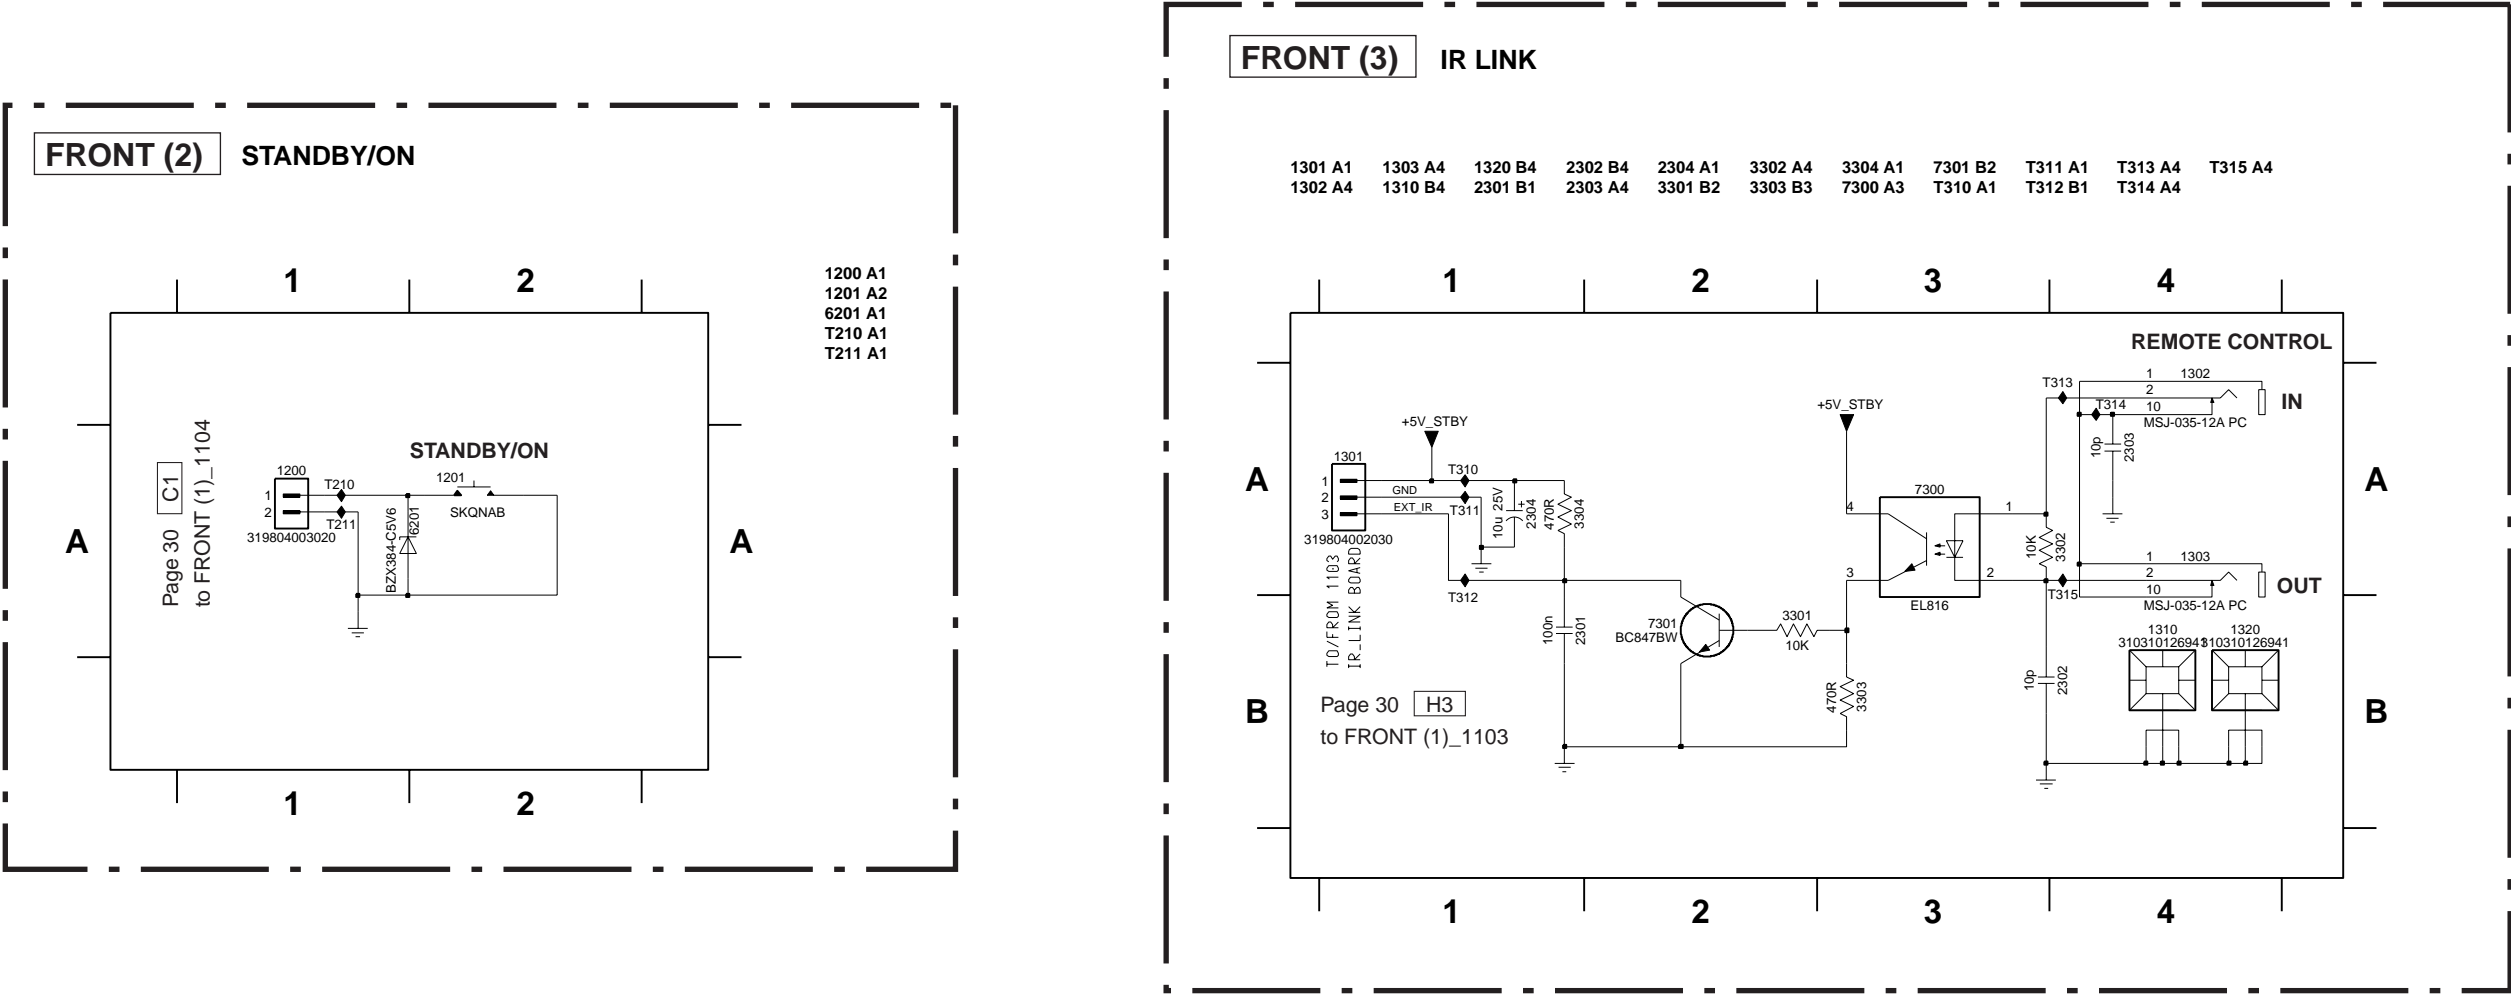 FRONT (2) STANDBY/ON
1200 A1
1201 A2
6201 A1
T210 A1
T211 A1
1 2
A A
Page 30 C1
to FRONT (1)_1104
STANDBY/ON
1200
1
2
319804003020
T210
T211
BZX384-C5V6
6201
1201
SKQNAB
1 2
FRONT (3) IR LINK
1301 A1 1303 A4 1320 B4 2302 B4 2304 A1 3302 A4 3304 A1 7301 B2 T311 A1 T313 A4 T315 A4
1302 A4 1310 B4 2301 B1 2303 A4 3301 B2 3303 B3 7300 A3 T310 A1 T312 B1 T314 A4
1 2 3 4
A A
B B
REMOTE CONTROL
+5V_STBY
1301
1
2
3
GND
EXT_IR
319804002030
TO/FROM 1103
IR_LINK BOARD
T310
T311
T312
10u 25V
+
2304
470R
3304
100n
2301
7301
BC847BW
3301
10K
470R
3303
+5V_STBY
7300
4
3
1
2
EL816
10K
3302
10p
2302
T313
T314
T315
1 1302
2
10
MSJ-035-12A PC
IN
10p
2303
1 1303
2
10
MSJ-035-12A PC
OUT
1310
310310126941
1320
310310126941
Page 30 H3
to FRONT (1)_1103
1 2 3 4